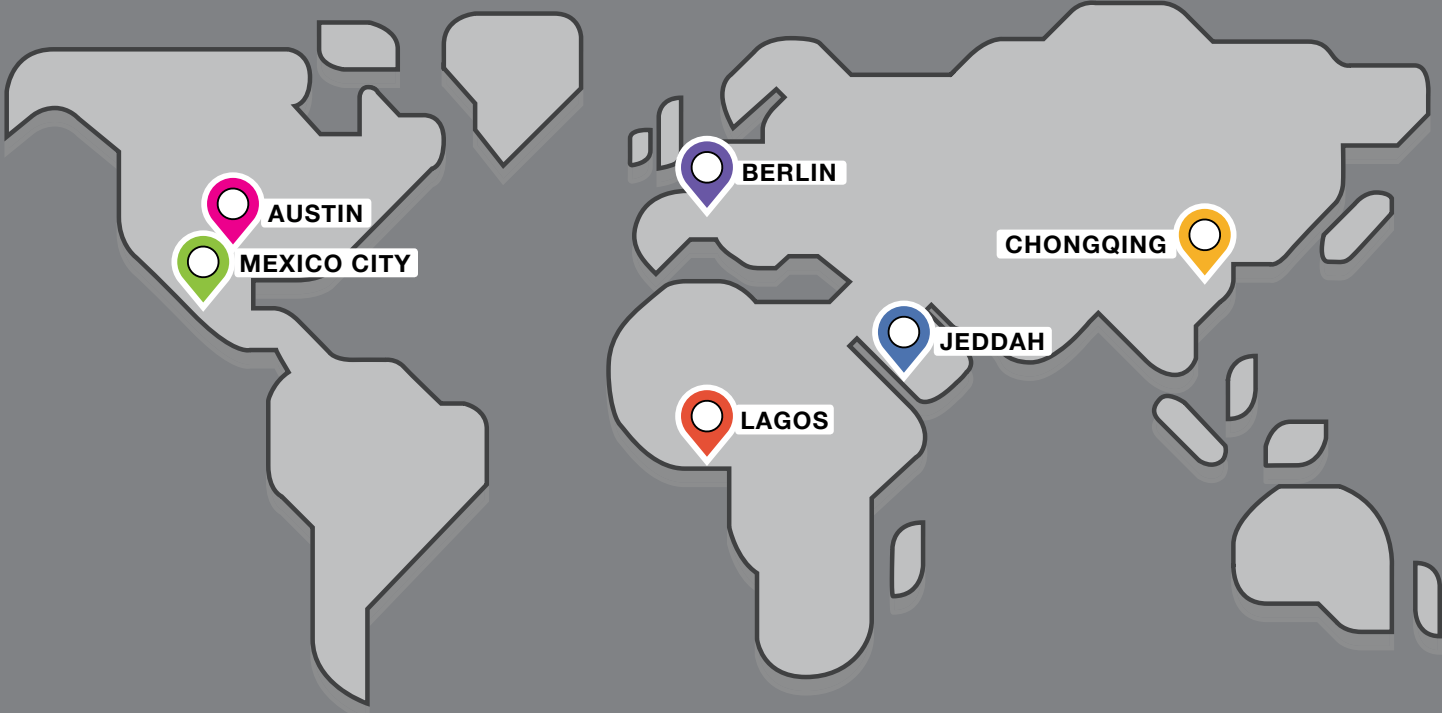 BERLIN
AUSTIN
CHONGQING
MEXICO CITY
JEDDAH
LAGOS